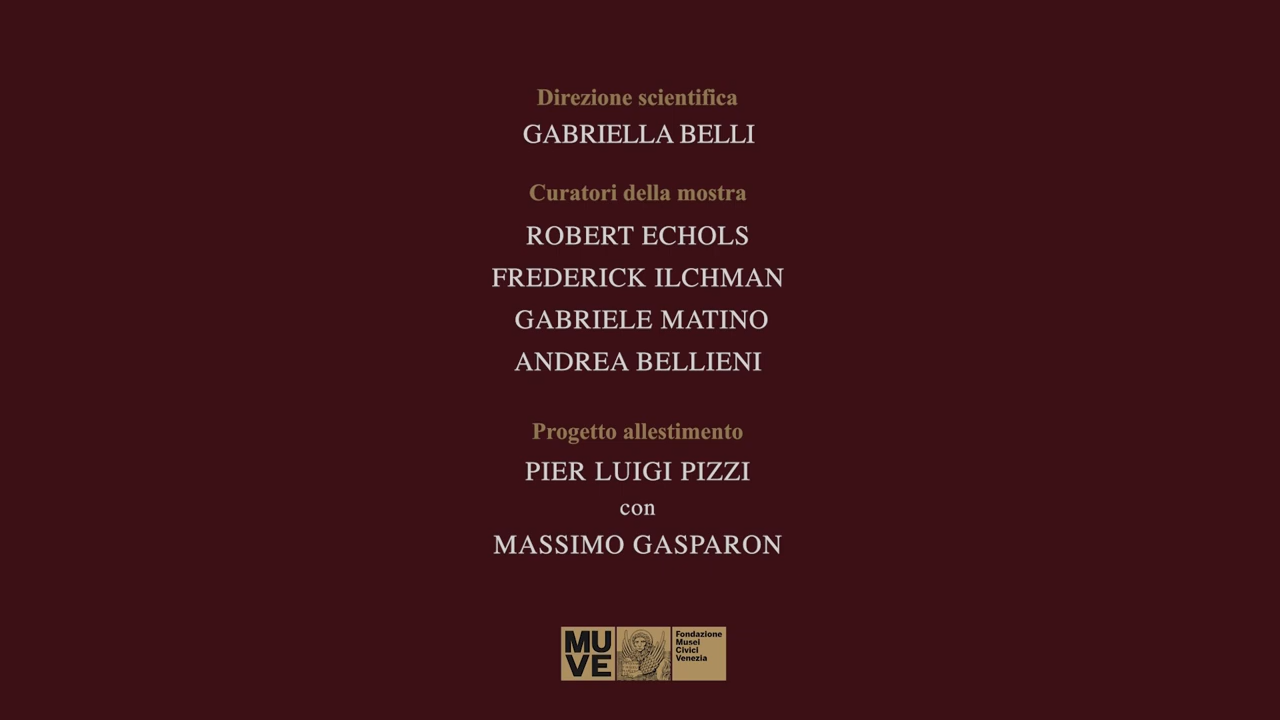 Direzione scientifica
GABRIELLA BELLI
Curatori della mostra
ROBERT ECHOLS
FREDERICK ILCHMAN
GABRIELE MATINO
ANDREA BELLIENI
Progetto allestimento
PIER LUIGI PIZZI
con
MASSIMO GASPARON
MU
VE
Fondazione
Musei
Civici
Venezia